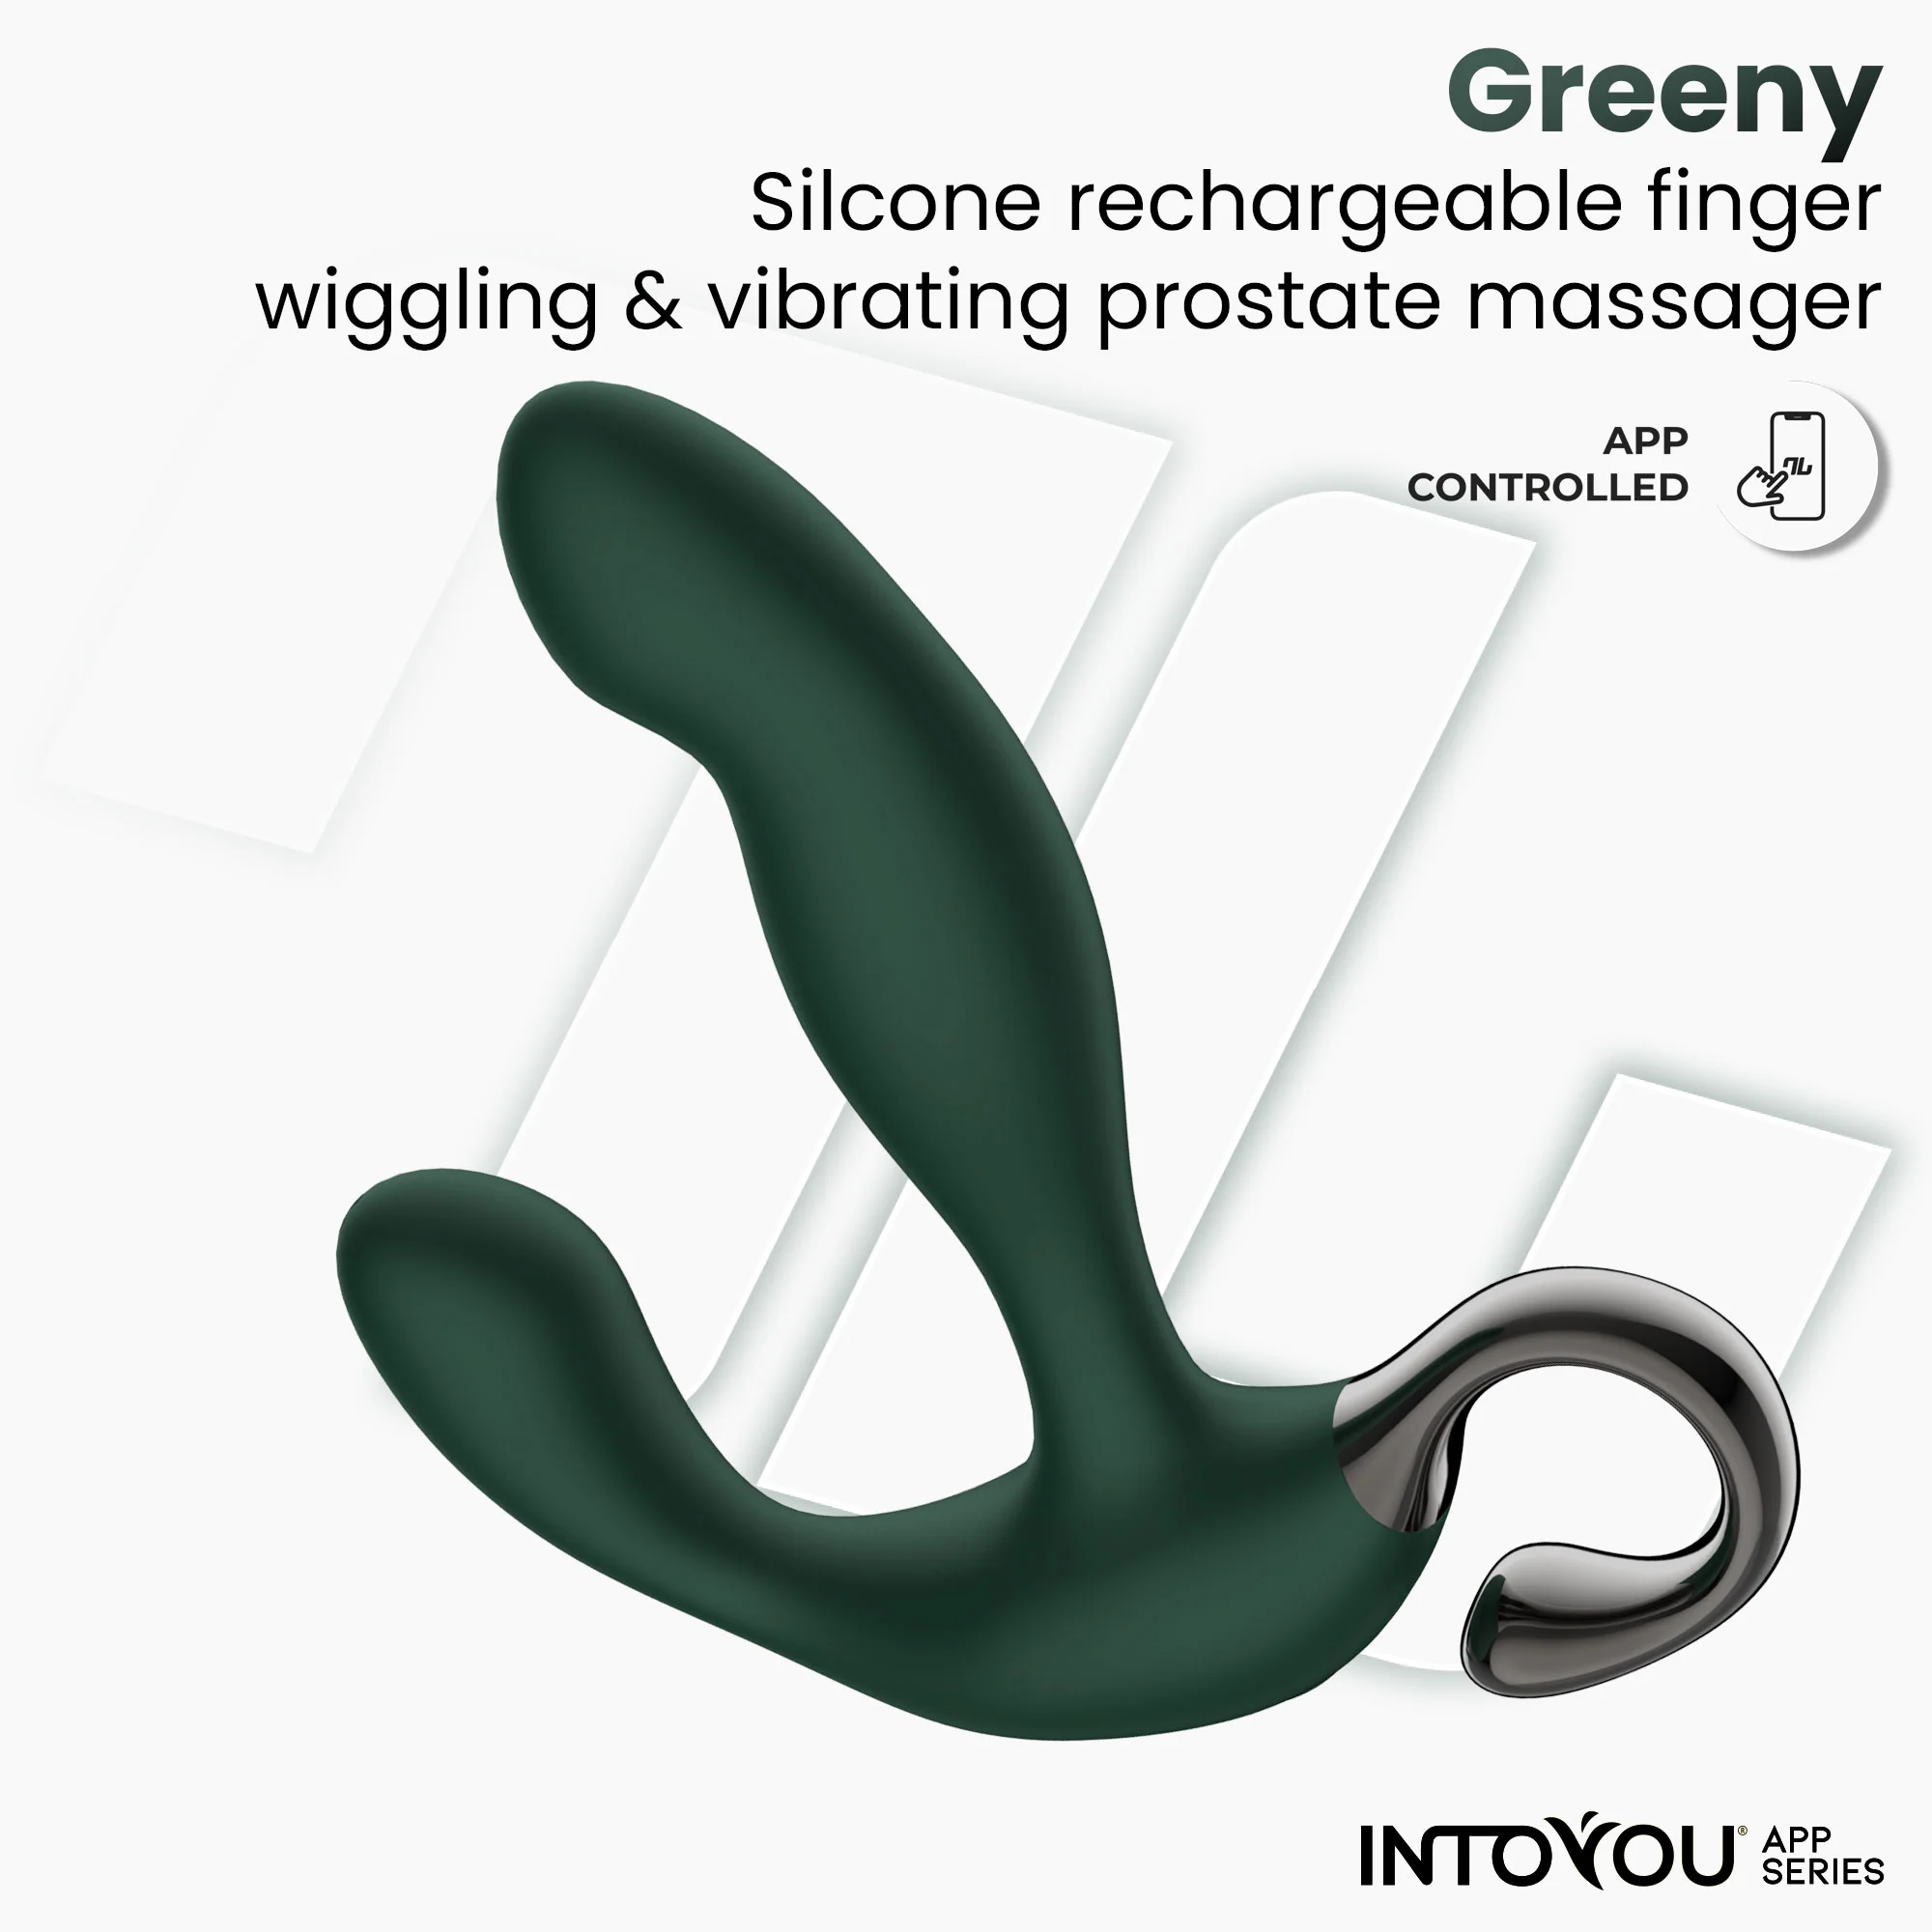 Greeny
Silcone rechargeable finger
wiggling & vibrating prostate massager
APP
CONTROLLED
INTOYOU® APP
SERIES